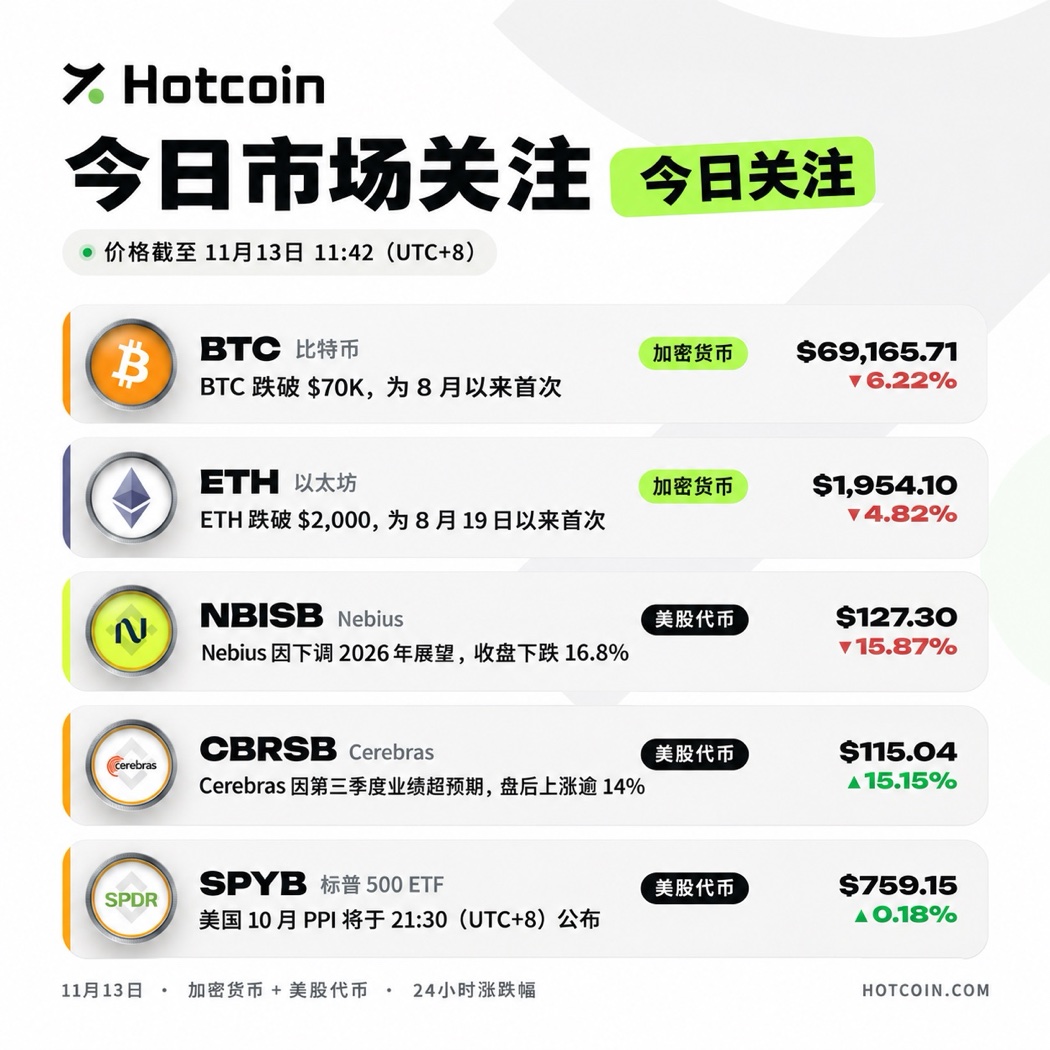 Hotcoin
今日市场关注 今日关注
价格截至 11月13日 11:42（UTC+8）
BTC 比特币 加密货币 $69,165.71
BTC 跌破 $70K，为 8 月以来首次 ▼6.22%
ETH 以太坊 加密货币 $1,954.10
ETH 跌破 $2,000，为 8 月 19 日以来首次 ▼4.82%
NBISB Nebius 美股代币 $127.30
Nebius 因下调 2026 年展望，收盘下跌 16.8% ▼15.87%
CBRSB Cerebras 美股代币 $115.04
cerebras
Cerebras 因第三季度业绩超预期，盘后上涨逾 14% ▲15.15%
SPYB 标普 500 ETF 美股代币 $759.15
SPDR
美国 10 月 PPI 将于 21:30（UTC+8）公布 ▲0.18%
11月13日 • 加密货币 + 美股代币 • 24小时涨跌幅 HOTCOIN.COM